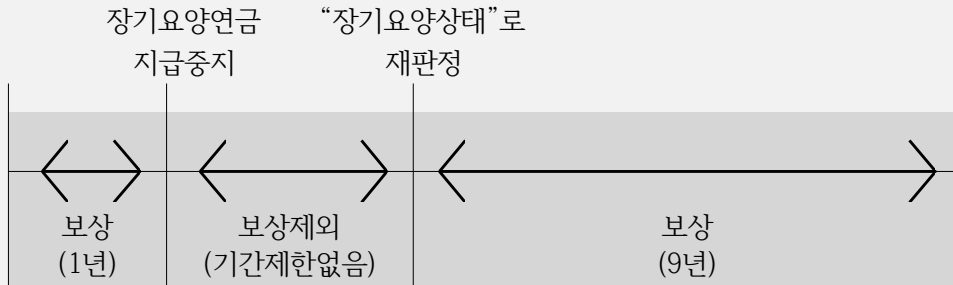 장기요양연금
지급중지
“장기요양상태”로
재판정
보상
(1년)
보상제외
(기간제한없음)
보상
(9년)